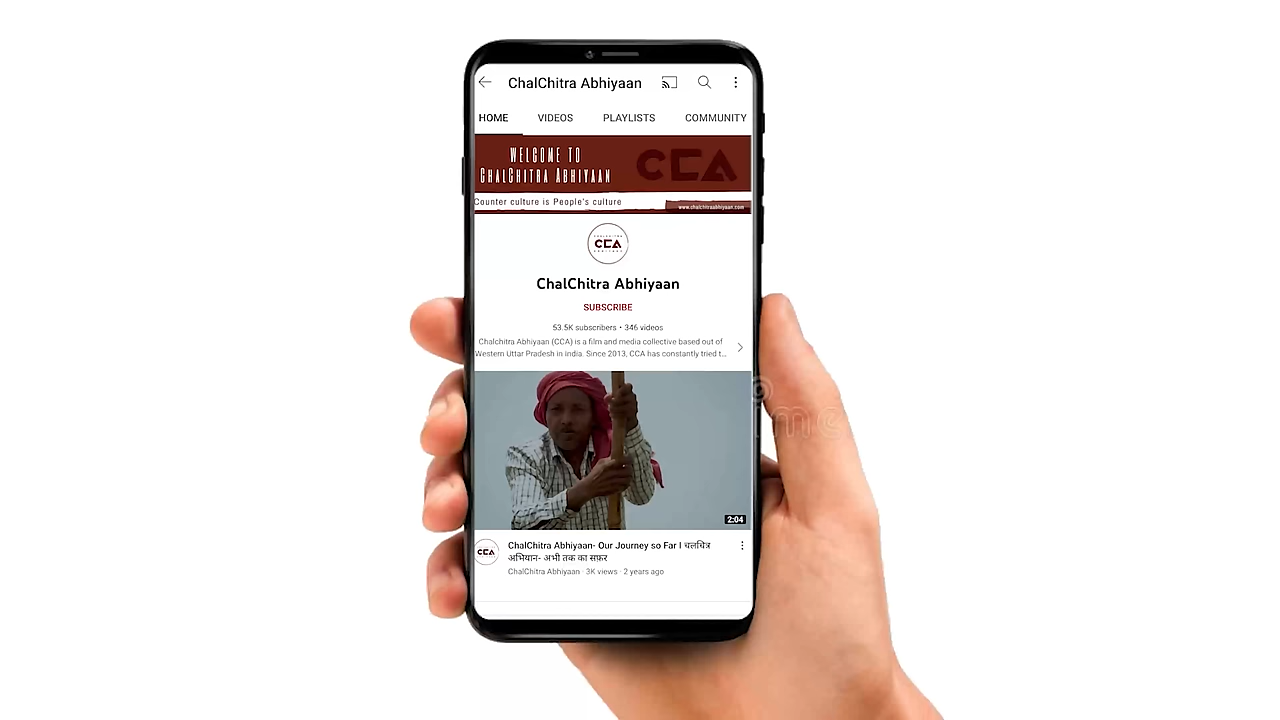 ChalChitra Abhiyaan
HOME VIDEOS PLAYLISTS COMMUNITY
WELCOME TO
CHALCHITRA ABHIYAAN
CCA
Counter culture is People's culture
www.chalchitraabhiyaan.com
CHALCHITRA
CCA
ABHIYAAN
ChalChitra Abhiyaan
SUBSCRIBE
53.5K subscribers • 346 videos
Chalchitra Abhiyaan (CCA) is a film and media collective based out of
Western Uttar Pradesh in India. Since 2013, CCA has constantly tried t...
2:04
CCA
ChalChitra Abhiyaan- Our Journey so Far l चलचित्र
अभियान- अभी तक का सफ़र
ChalChitra Abhiyaan · 3K views · 2 years ago